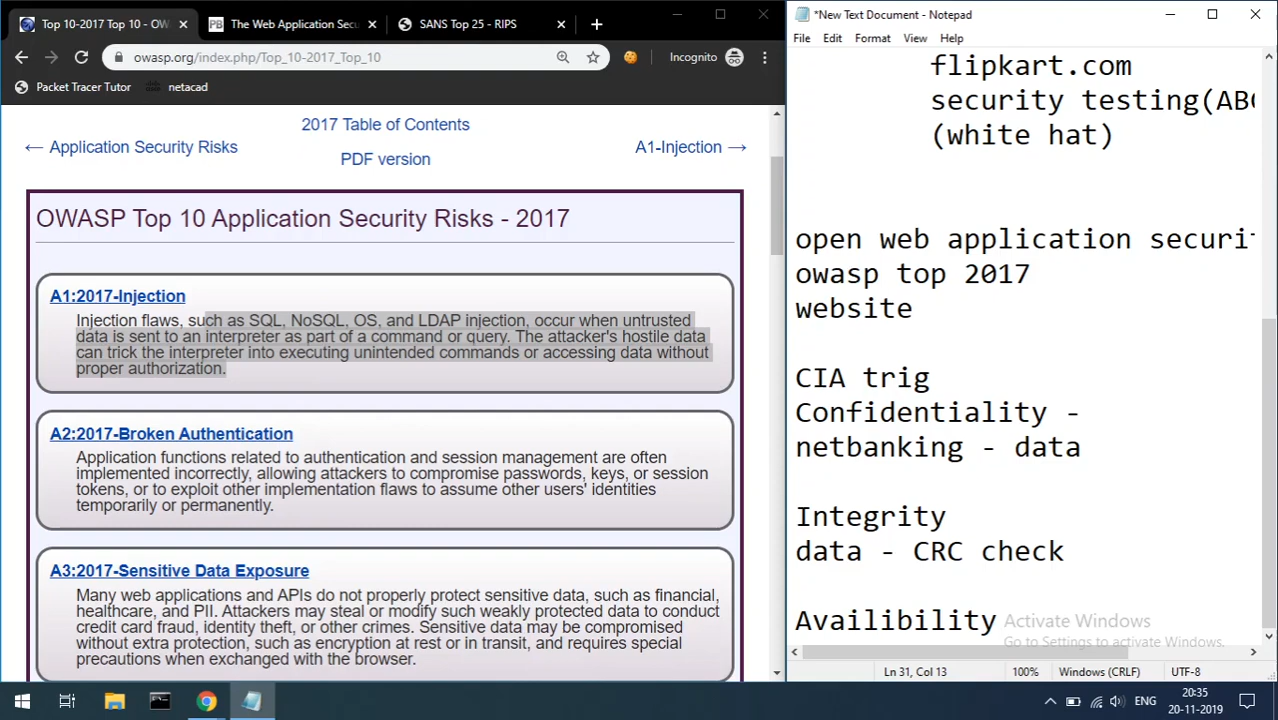 Top 10-2017 Top 10 - OW
The Web Application Secu
SANS Top 25 - RIPS
owasp.org/index.php/Top_10-2017_Top_10
Incognito
Packet Tracer Tutor
netacad
2017 Table of Contents
← Application Security Risks
A1-Injection →
PDF version
OWASP Top 10 Application Security Risks - 2017
A1:2017-Injection
Injection flaws, such as SQL, NoSQL, OS, and LDAP injection, occur when untrusted
data is sent to an interpreter as part of a command or query. The attacker's hostile data
can trick the interpreter into executing unintended commands or accessing data without
proper authorization.
A2:2017-Broken Authentication
Application functions related to authentication and session management are often
implemented incorrectly, allowing attackers to compromise passwords, keys, or session
tokens, or to exploit other implementation flaws to assume other users' identities
temporarily or permanently.
A3:2017-Sensitive Data Exposure
Many web applications and APIs do not properly protect sensitive data, such as financial,
healthcare, and PII. Attackers may steal or modify such weakly protected data to conduct
credit card fraud, identity theft, or other crimes. Sensitive data may be compromised
without extra protection, such as encryption at rest or in transit, and requires special
precautions when exchanged with the browser.
*New Text Document - Notepad
File Edit Format View Help
flipkart.com
security testing(ABC
(white hat)
open web application securit
owasp top 2017
website
CIA trig
Confidentiality -
netbanking - data
Integrity
data - CRC check
Availibility
Activate Windows
Go to Settings to activate Windows.
Ln 31, Col 13
100%
Windows (CRLF)
UTF-8
ENG
20:35
20-11-2019